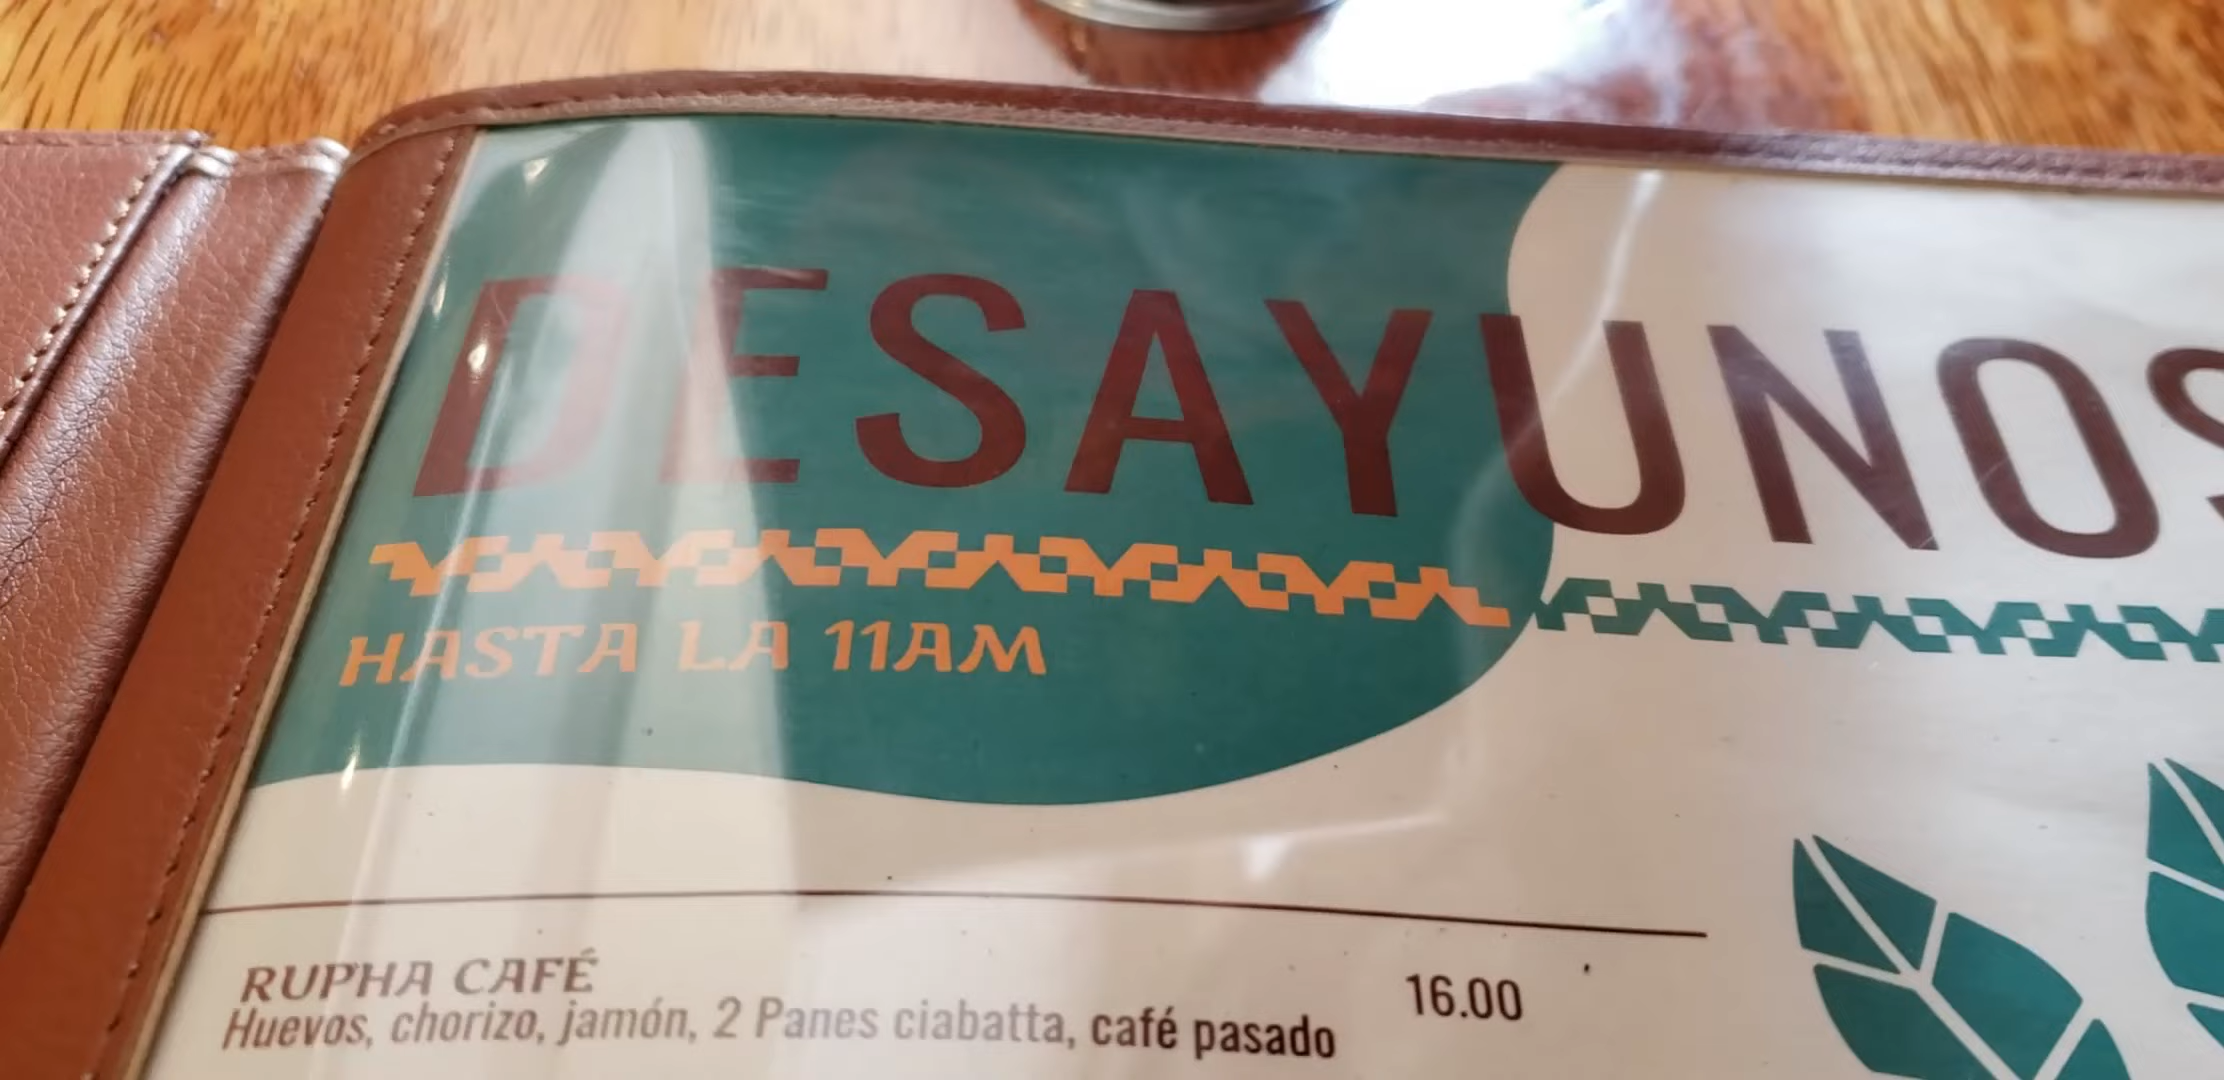 DESAYUNOS
HASTA LA 11AM
RUPHA CAFÉ
16.00
Huevos, chorizo, jamón, 2 Panes ciabatta, café pasado